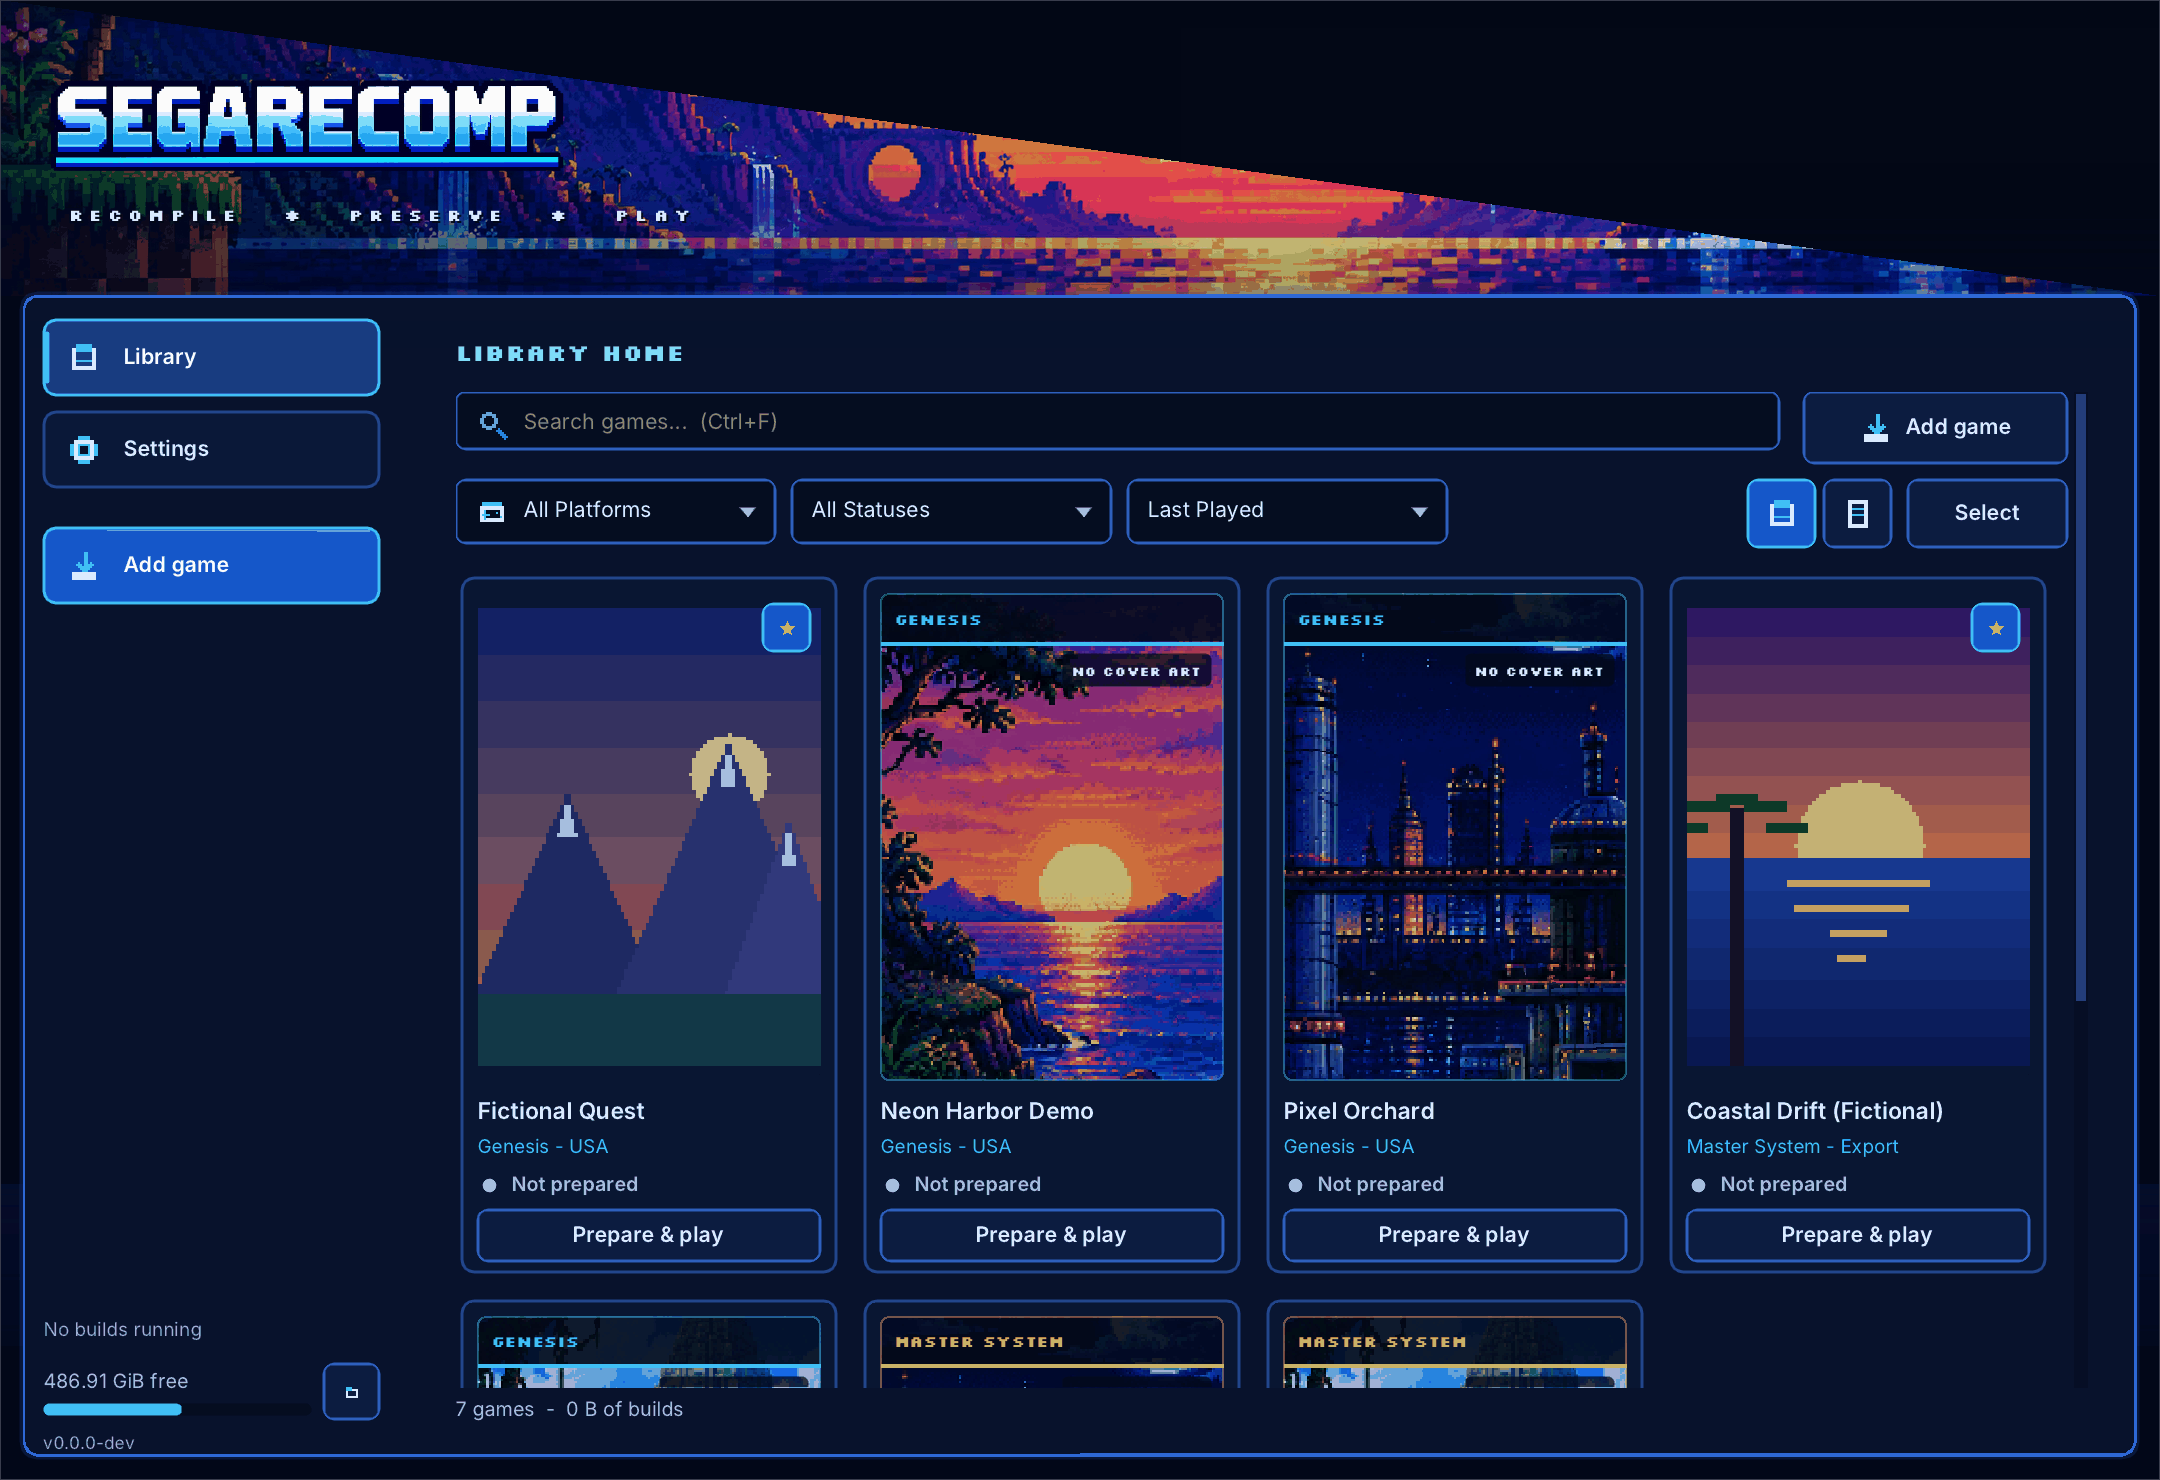 SEGARECOMP
RECOMPILE * PRESERVE * PLAY
Library
Settings
Add game
No builds running
486.91 GiB free
v0.0.0-dev
LIBRARY HOME
Search games... (Ctrl+F)
Add game
All Platforms
All Statuses
Last Played
Select
Fictional Quest
Genesis - USA
Not prepared
Prepare & play
GENESIS
NO COVER ART
Neon Harbor Demo
Genesis - USA
Not prepared
Prepare & play
GENESIS
NO COVER ART
Pixel Orchard
Genesis - USA
Not prepared
Prepare & play
Coastal Drift (Fictional)
Master System - Export
Not prepared
Prepare & play
GENESIS
MASTER SYSTEM
MASTER SYSTEM
7 games - 0 B of builds